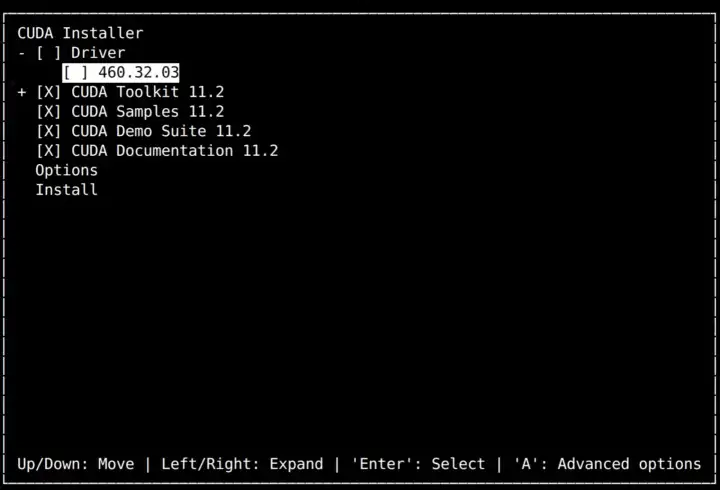 CUDA Installer
- [ ] Driver
[ ] 460.32.03
+ [X] CUDA Toolkit 11.2
[X] CUDA Samples 11.2
[X] CUDA Demo Suite 11.2
[X] CUDA Documentation 11.2
Options
Install
Up/Down: Move | Left/Right: Expand | 'Enter': Select | 'A': Advanced options